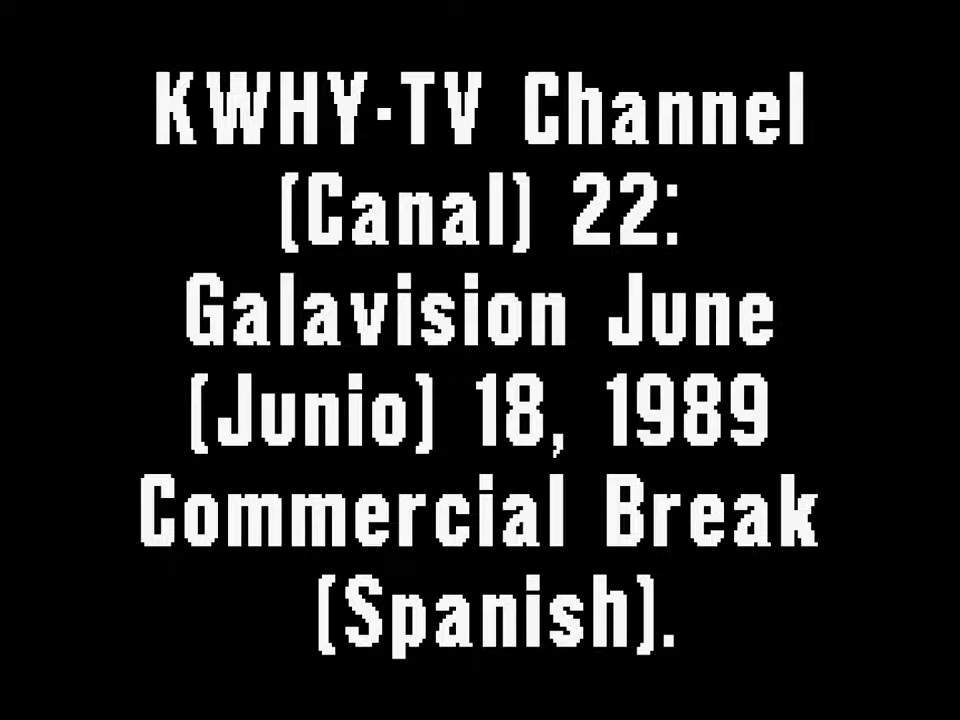 KWHY-TV Channel
(Canal) 22:
Galavision June
(Junio) 18, 1989
Commercial Break
(Spanish).